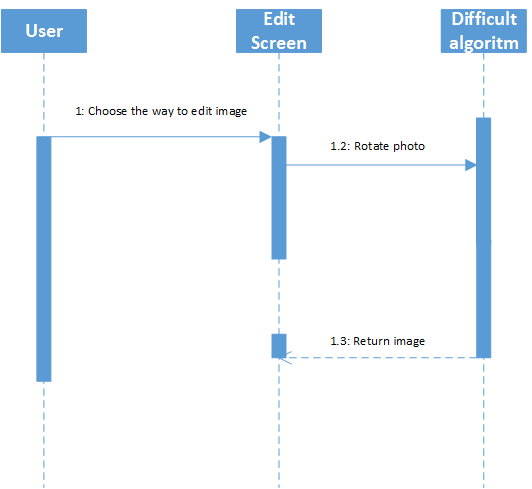 User
Edit
Screen
Difficult
algoritm
1: Choose the way to edit image
1.2: Rotate photo
1.3: Return image